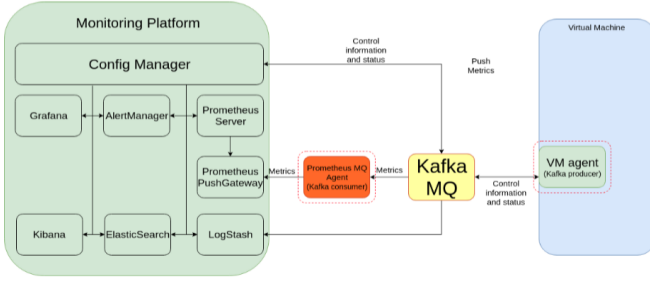 Monitoring Platform
Config Manager
Grafana
AlertManager
Prometheus
Server
Prometheus
PushGateway
Kibana
ElasticSearch
LogStash
Control
information
and status
Push
Metrics
Metrics
Prometheus MQ
Agent
(Kafka consumer)
Metrics
Kafka
MQ
Control
information
and status
Virtual Machine
VM agent
(Kafka producer)